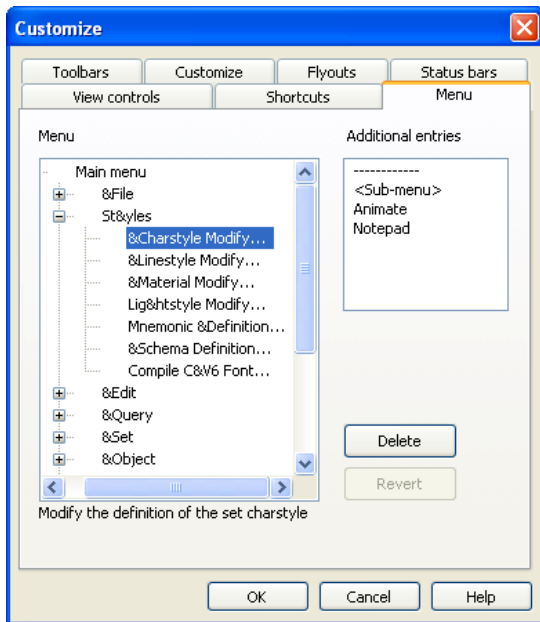 Customize
Toolbars Customize Flyouts Status bars
View controls Shortcuts Menu
Menu
Main menu
&File
St&yles
&Charstyle Modify...
&Linestyle Modify...
&Material Modify...
Lig&htstyle Modify...
Mnemonic &Definition...
&Schema Definition...
Compile C&V6 Font...
&Edit
&Query
&Set
&Object
Modify the definition of the set charstyle
Additional entries
------------
<Sub-menu>
Animate
Notepad
Delete
Revert
OK Cancel Help